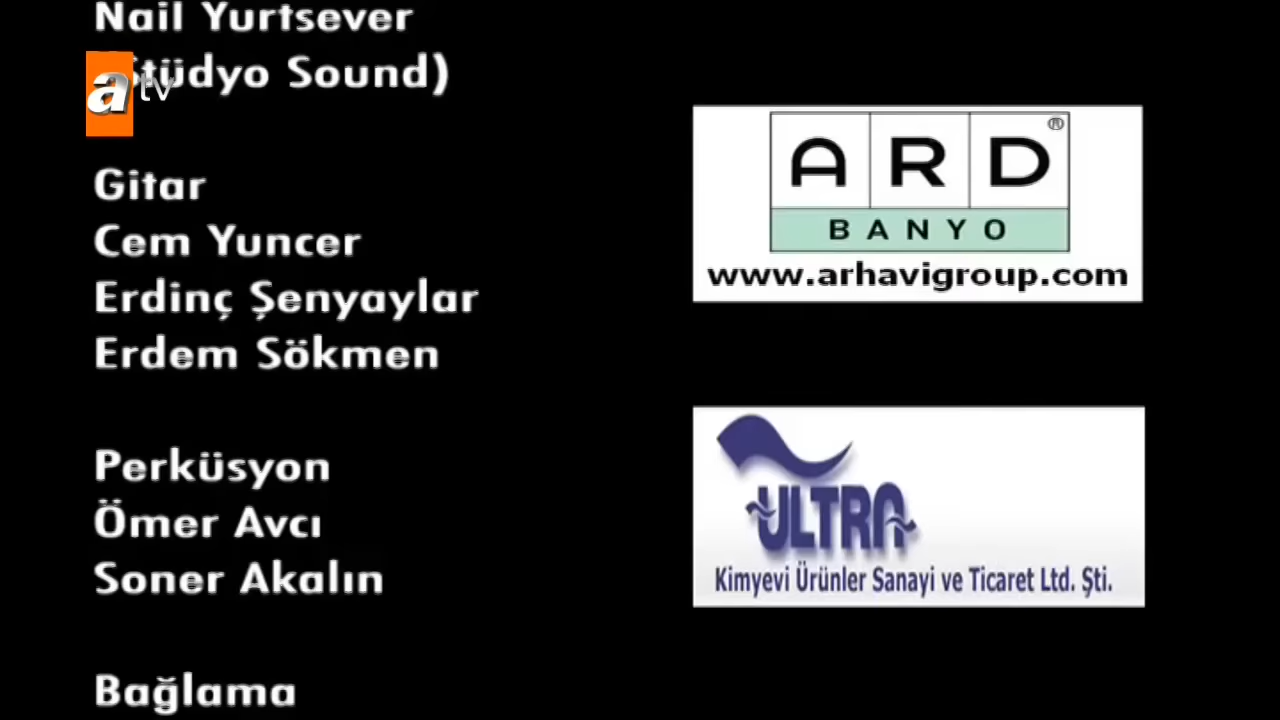 Nail Yurtsever
(Stüdyo Sound)
atv
Gitar
Cem Yuncer
Erdinç Şenyaylar
Erdem Sökmen
Perküsyon
Ömer Avcı
Soner Akalın
Bağlama
ARD®
BANYO
www.arhavigroup.com
ULTRA
Kimyevi Ürünler Sanayi ve Ticaret Ltd. Şti.